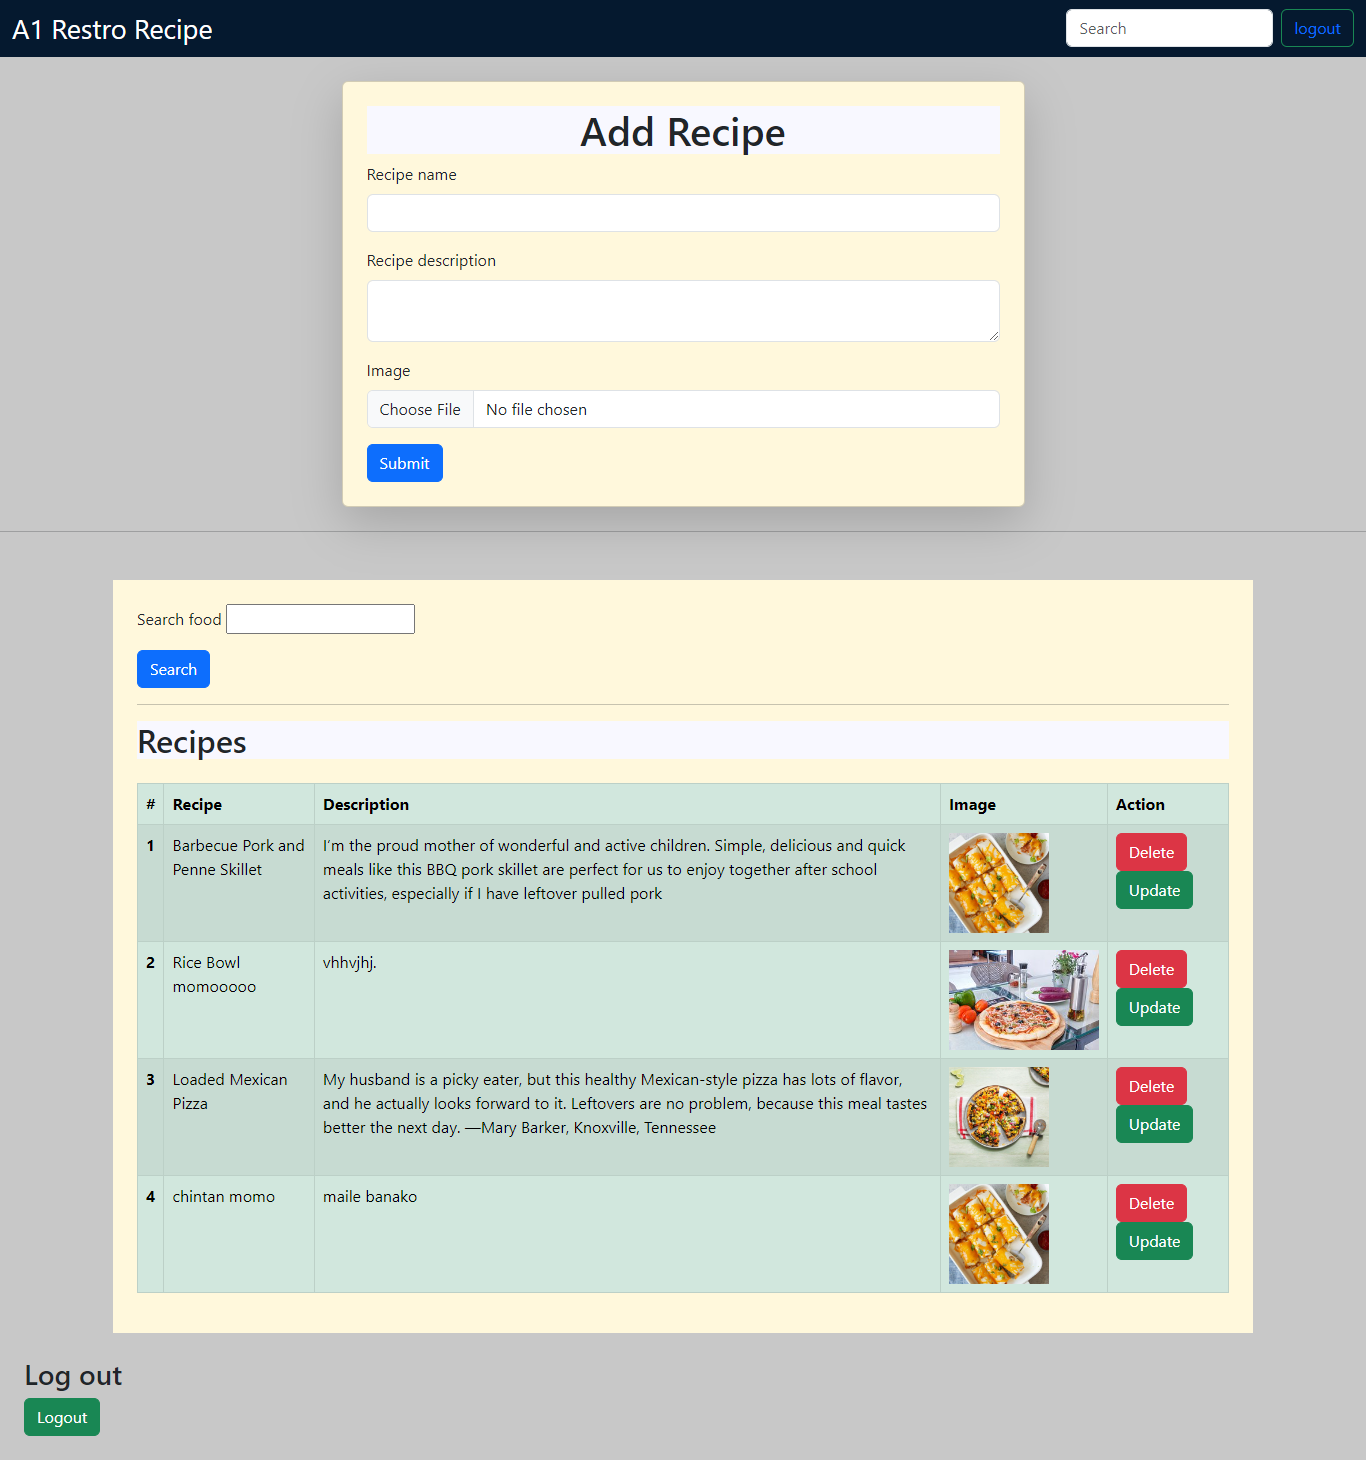 A1 Restro Recipe
Search
logout
Add Recipe
Recipe name
Recipe description
Image
Choose File
No file chosen
Submit
Search food
Search
Recipes
# Recipe Description Image Action
1
Barbecue Pork and
Penne Skillet
I'm the proud mother of wonderful and active children. Simple, delicious and quick
meals like this BBQ pork skillet are perfect for us to enjoy together after school
activities, especially if I have leftover pulled pork
Delete
Update
2
Rice Bowl
momooooo
vhhvjhj.
Delete
Update
3
Loaded Mexican
Pizza
My husband is a picky eater, but this healthy Mexican-style pizza has lots of flavor,
and he actually looks forward to it. Leftovers are no problem, because this meal tastes
better the next day. —Mary Barker, Knoxville, Tennessee
Delete
Update
4
chintan momo
maile banako
Delete
Update
Log out
Logout